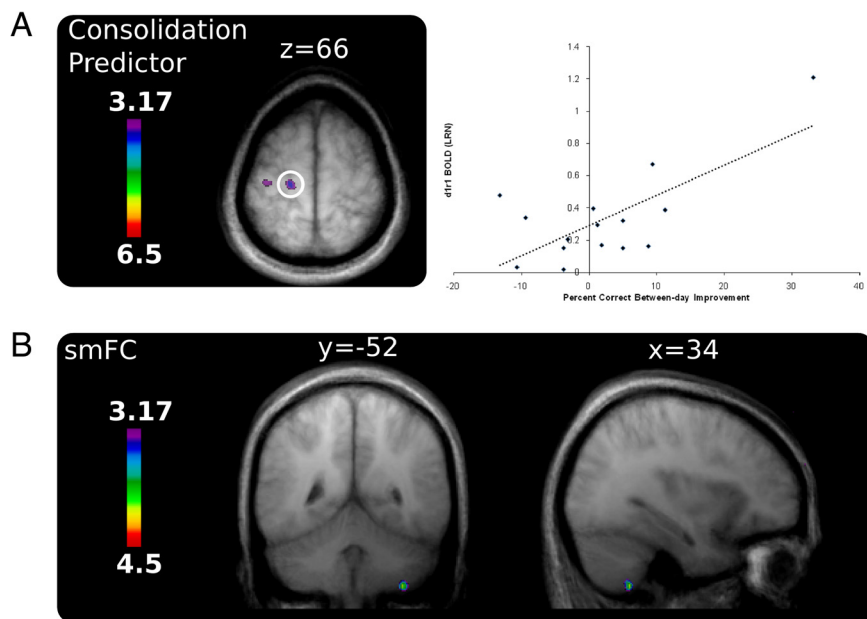 A
Consolidation
Predictor
z=66
3.17
6.5
d1r1 BOLD (LRN)
1.4
1.2
1
0.8
0.6
0.4
0.2
0
-20
-10
0
10
20
30
40
Percent Correct Between-day Improvement
B
smFC
y=-52
x=34
3.17
4.5